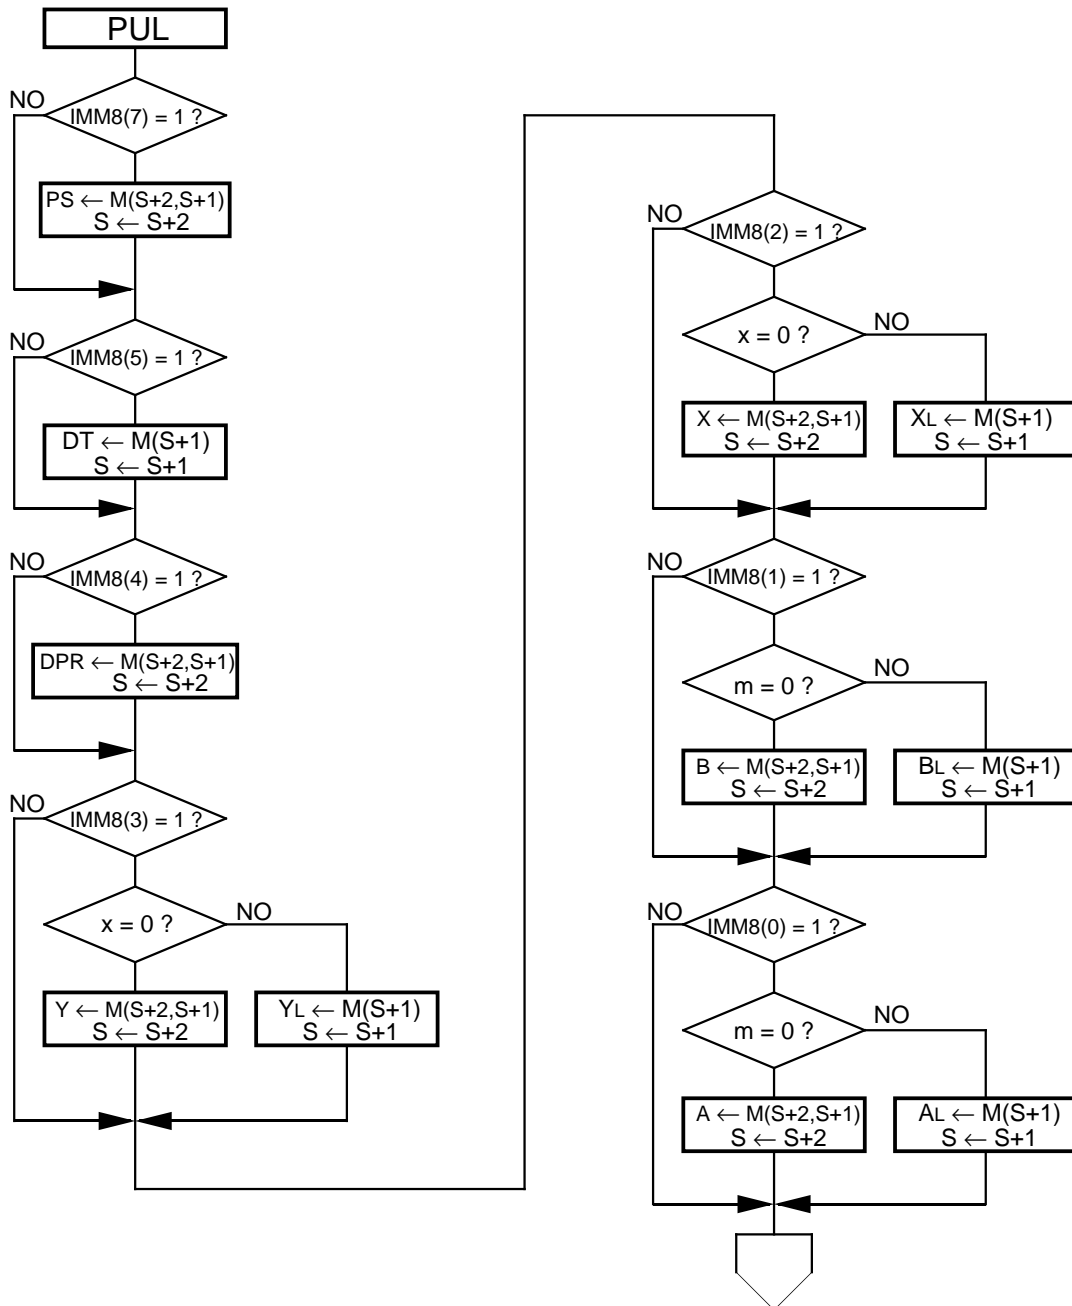 PUL
NO
IMM8(7) = 1 ?
PS ← M(S+2,S+1)
S ← S+2
NO
IMM8(5) = 1 ?
DT ← M(S+1)
S ← S+1
NO
IMM8(4) = 1 ?
DPR ← M(S+2,S+1)
S ← S+2
NO
IMM8(3) = 1 ?
x = 0 ?
NO
Y ← M(S+2,S+1)
S ← S+2
YL ← M(S+1)
S ← S+1
NO
IMM8(2) = 1 ?
x = 0 ?
NO
X ← M(S+2,S+1)
S ← S+2
XL ← M(S+1)
S ← S+1
NO
IMM8(1) = 1 ?
m = 0 ?
NO
B ← M(S+2,S+1)
S ← S+2
BL ← M(S+1)
S ← S+1
NO
IMM8(0) = 1 ?
m = 0 ?
NO
A ← M(S+2,S+1)
S ← S+2
AL ← M(S+1)
S ← S+1